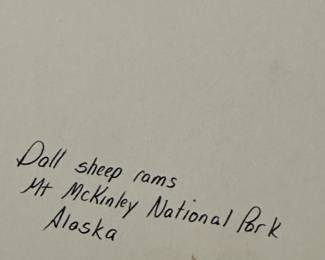 Dall sheep rams
Mt McKinley National Park
Alaska